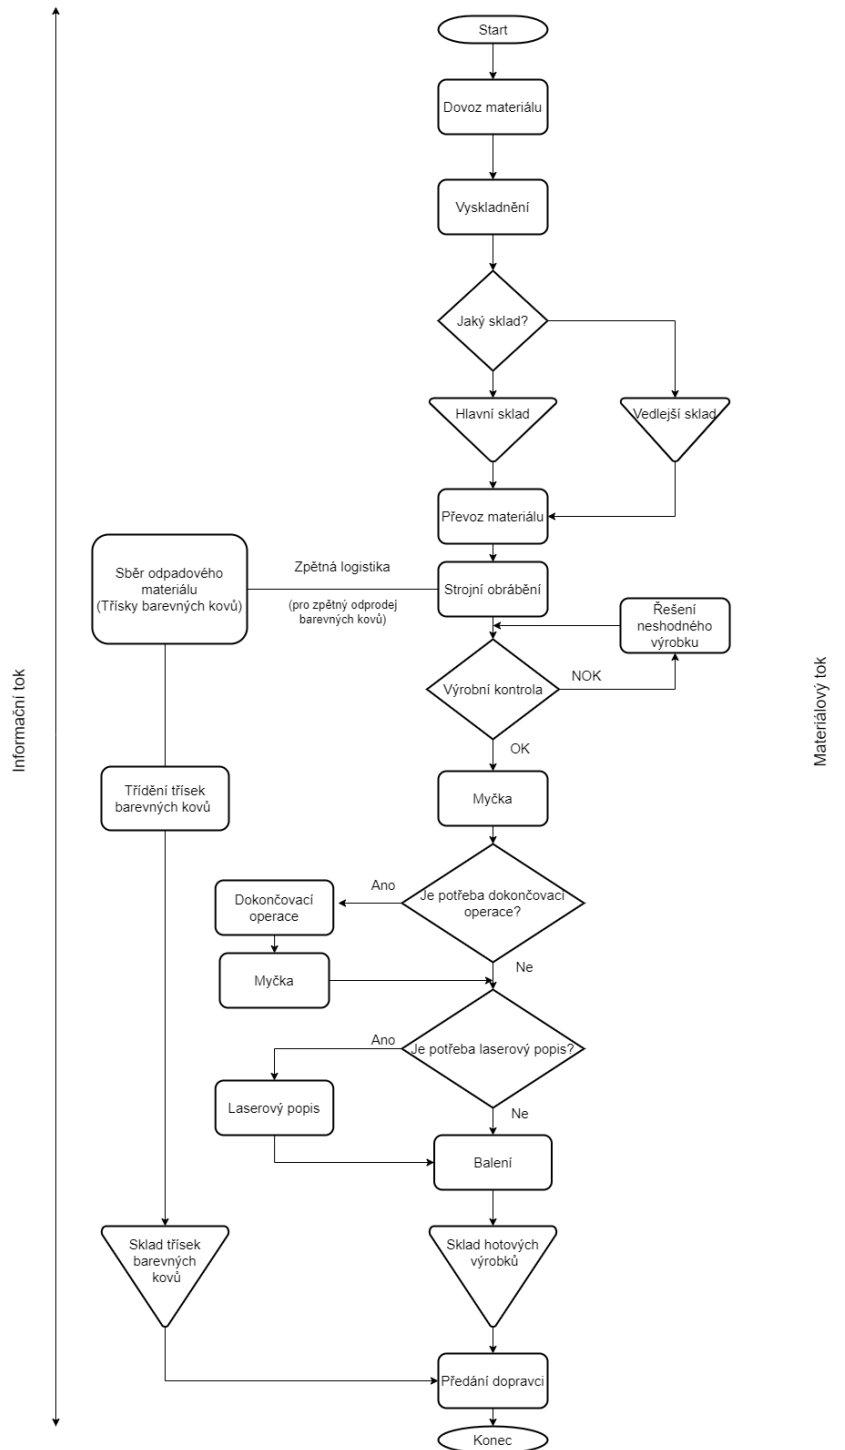 Start
Dovoz materiálu
Vyskladnění
Jaký sklad?
Hlavní sklad
Vedlejší sklad
Převoz materiálu
Sběr odpadového
materiálu
(Třísky barevných kovů)
Zpětná logistika
(pro zpětný odprodej
barevných kovů)
Strojní obrábění
Řešení
neshodného
výrobku
Výrobní kontrola
NOK
OK
Informační tok
Materiálový tok
Třídění třísek
barevných kovů
Myčka
Je potřeba dokončovací
operace?
Ano
Dokončovací
operace
Ne
Myčka
Je potřeba laserový popis?
Ano
Laserový popis
Ne
Balení
Sklad třísek
barevných
kovů
Sklad hotových
výrobků
Předání dopravci
Konec